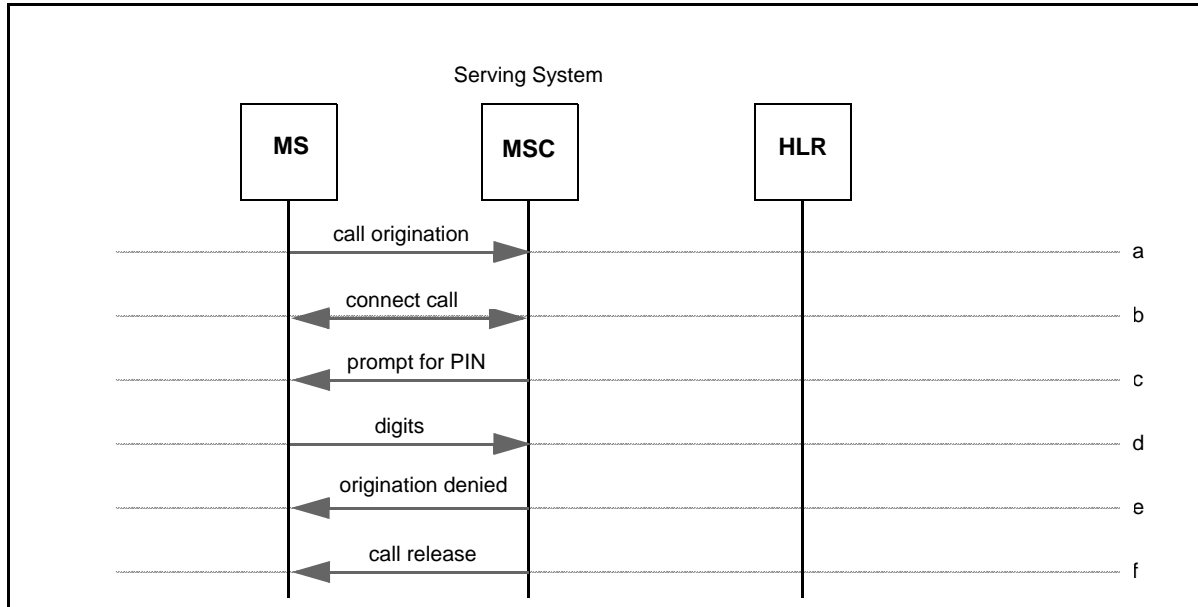 Serving System
MS
MSC
HLR
call origination
a
connect call
b
prompt for PIN
c
digits
d
origination denied
e
call release
f